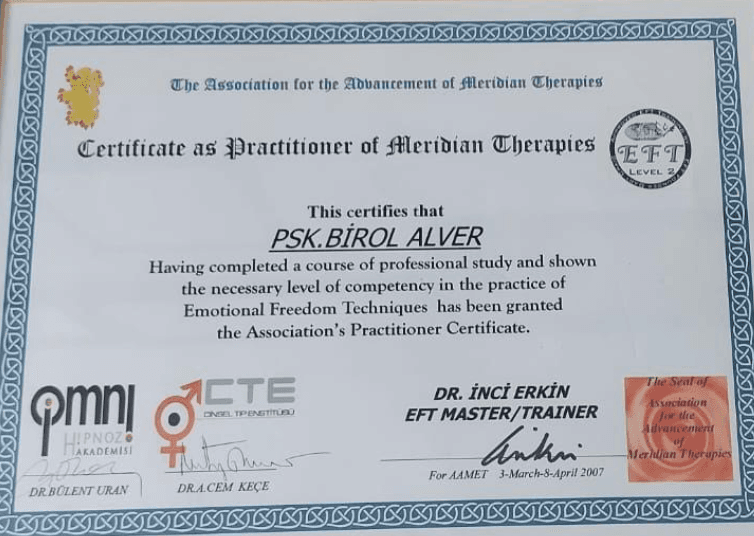 The Association for the Advancement of Meridian Therapies
Certificate as Practitioner of Meridian Therapies
EFT
LEVEL 2
This certifies that
PSK.BİROL ALVER
Having completed a course of professional study and shown
the necessary level of competency in the practice of
Emotional Freedom Techniques has been granted
the Association's Practitioner Certificate.
omni
HİPNOZ
AKADEMİSİ
DR.BÜLENT URAN
CTE
CİNSEL TIP ENSTİTÜSÜ
DR.A.CEM KEÇE
DR. İNCİ ERKİN
EFT MASTER/TRAINER
For AAMET 3-March-8-April 2007
The Seal of
Association
for the
Advancement
of
Meridian Therapies